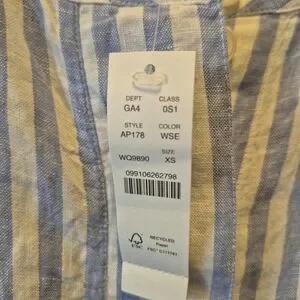 DEPT CLASS
GA4 0S1
STYLE COLOR
AP178 WSE
SIZE:
WQ9890 XS
099106262798
RECYCLED
Paper
FSC